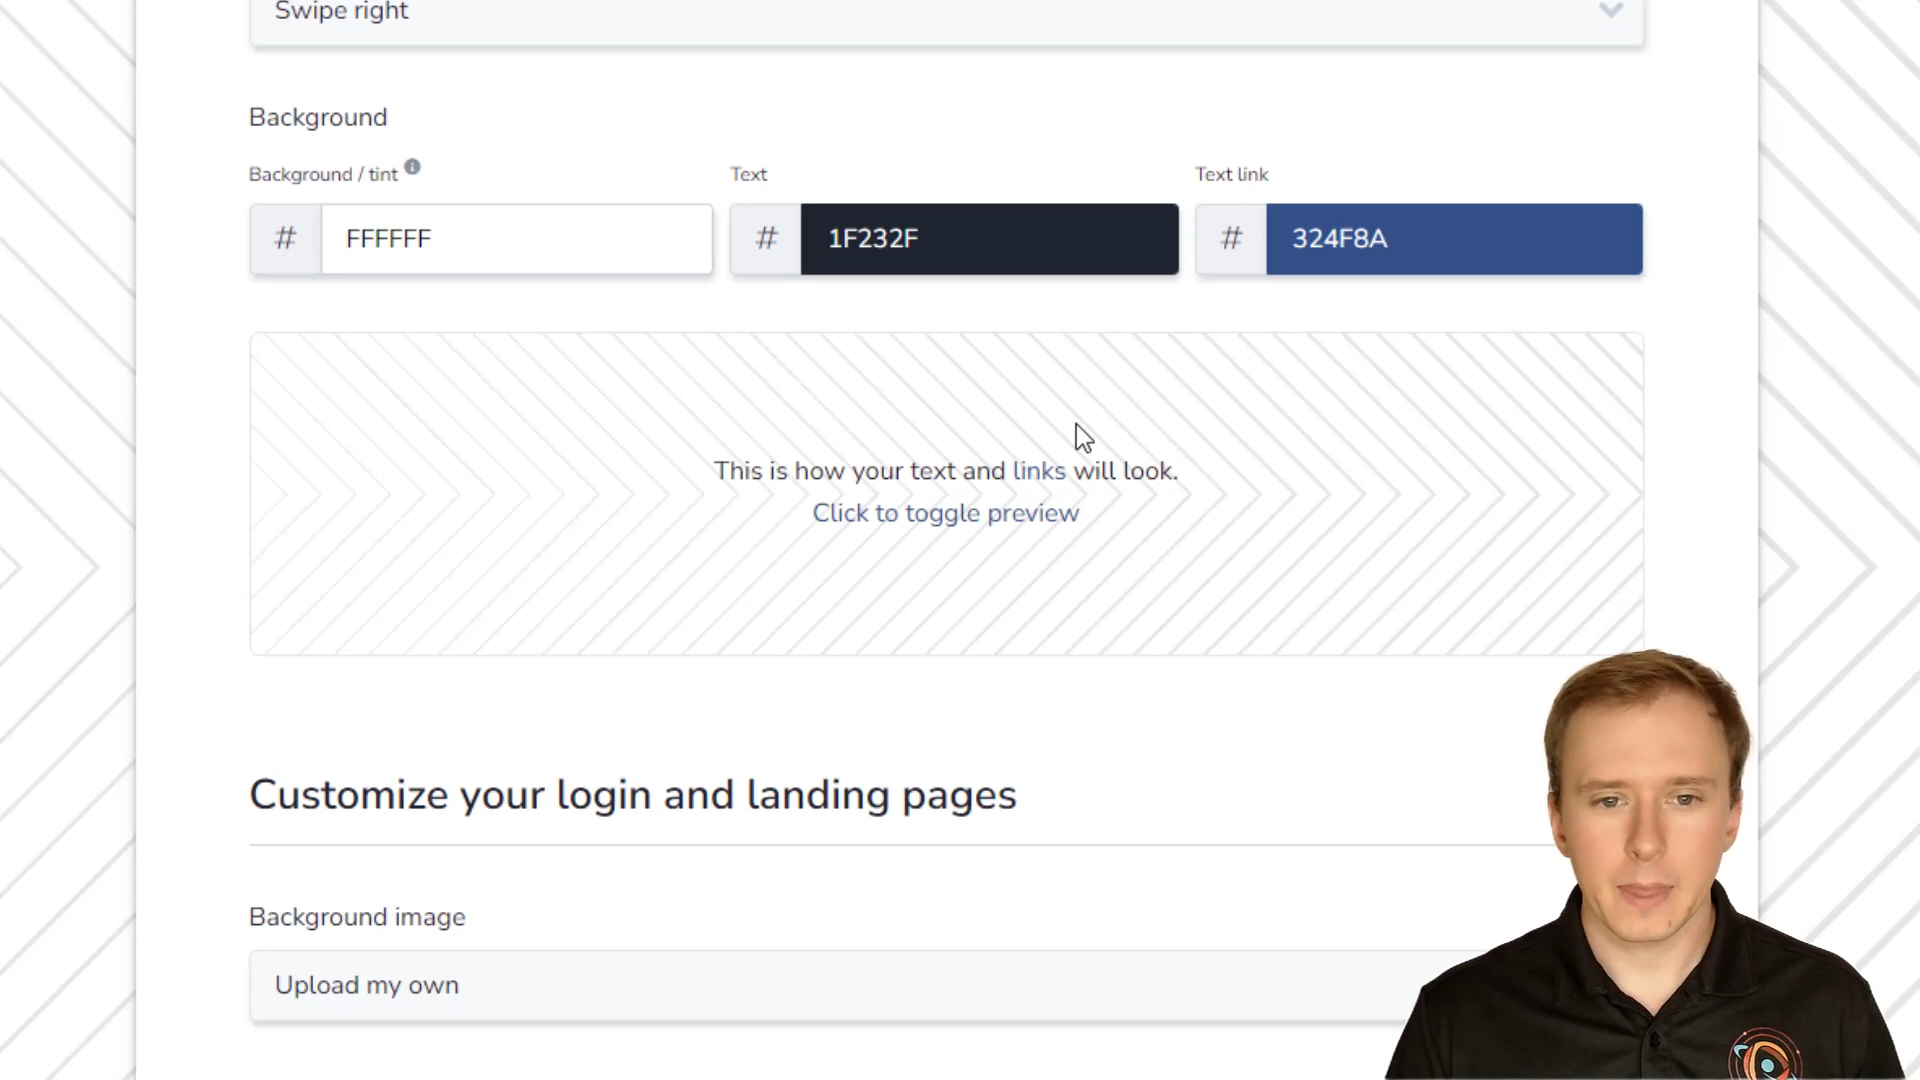 Swipe right
Background
Background / tint
Text
Text link
# FFFFFF
# 1F232F
# 324F8A
This is how your text and links will look.
Click to toggle preview
Customize your login and landing pages
Background image
Upload my own